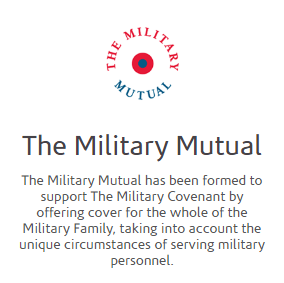 THE MILITARY
MUTUAL
The Military Mutual
The Military Mutual has been formed to
support The Military Covenant by
offering cover for the whole of the
Military Family, taking into account the
unique circumstances of serving military
personnel.